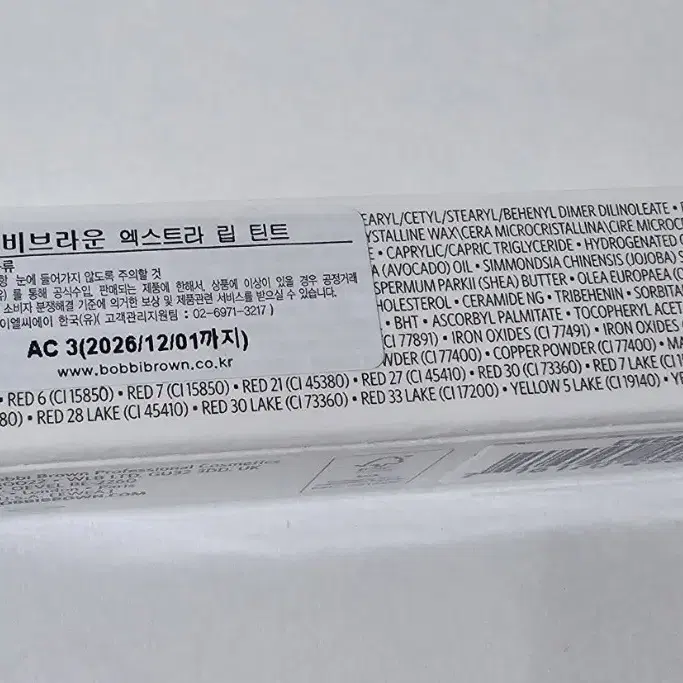 비브라운 엑스트라 립 틴트
눈에 들어가지 않도록 주의할 것
를 통해 공식수입, 판매되는 제품에 한해서, 상품에 이상이 있을 경우 공정거래
소비자 분쟁해결 기준에 의거한 보상 및 제품관련 서비스를 받으실 수 있습니다.
이엘씨에이 한국(유)( 고객관리지원팀 : 02-6971-3217 )
AC 3(2026/12/01까지)
www.bobbibrown.co.kr
EARYL/CETYL/STEARYL/BEHENYL DIMER DILINOLEATE •
YSTALLINE WAX\CERA MICROCRISTALLINA\CIRE MICROC
E • CAPRYLIC/CAPRIC TRIGLYCERIDE • HYDROGENATED
A (AVOCADO) OIL • SIMMONDSIA CHINENSIS (JOJOBA) S
SPERMUM PARKII (SHEA) BUTTER • OLEA EUROPAEA (O
HOLESTEROL • CERAMIDE NG • TRIBEHENIN • SORBITA
• BHT • ASCORBYL PALMITATE • TOCOPHERYL ACET
CI 77891) • IRON OXIDES (CI 77491) • IRON OXIDES
WDER (CI 77400) • COPPER POWDER (CI 77400) • MA
• RED 6 (CI 15850) • RED 7 (CI 15850) • RED 21 (CI 45380) • RED 27 (CI 45410) • RED 30 (CI 73360) • RED 7 LAKE (CI 1
80) • RED 28 LAKE (CI 45410) • RED 30 LAKE (CI 73360) • RED 33 LAKE (CI 17200) • YELLOW 5 LAKE (CI 19140) • YE
Bobbi Brown Professional Cosmetics
GU32 3DD. UK